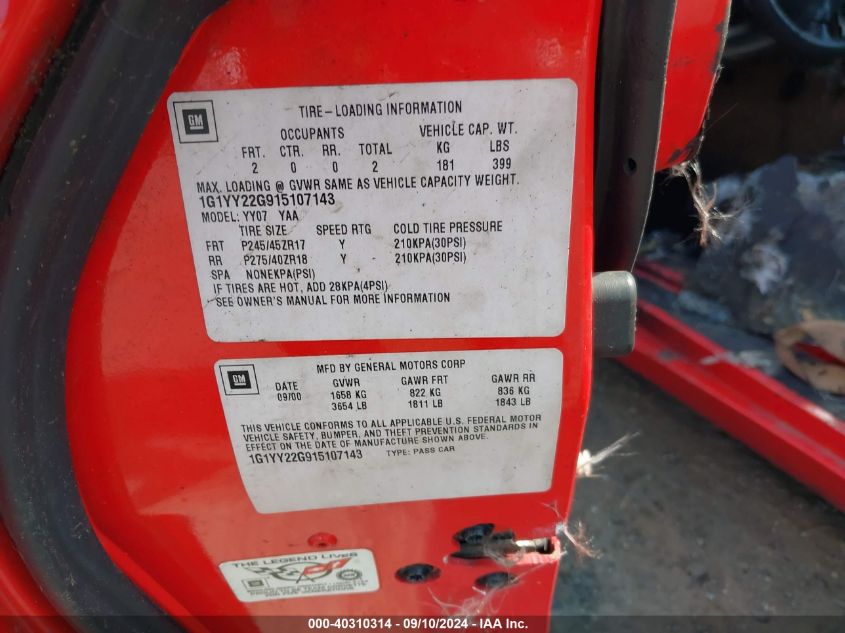 GM
TIRE-LOADING INFORMATION
OCCUPANTS VEHICLE CAP. WT.
FRT. CTR. RR. TOTAL KG LBS
2 0 0 2 181 399
MAX. LOADING @ GVWR SAME AS VEHICLE CAPACITY WEIGHT.
1G1YY22G915107143
MODEL: YY07 YAA
TIRE SIZE SPEED RTG COLD TIRE PRESSURE
FRT P245/45ZR17 Y 210KPA(30PSI)
RR P275/40ZR18 Y 210KPA(30PSI)
SPA NONEKPA(PSI)
IF TIRES ARE HOT, ADD 28KPA(4PSI)
SEE OWNER'S MANUAL FOR MORE INFORMATION
GM
MFD BY GENERAL MOTORS CORP
DATE GVWR GAWR FRT GAWR RR
09/00 1658 KG 822 KG 836 KG
3654 LB 1811 LB 1843 LB
THIS VEHICLE CONFORMS TO ALL APPLICABLE U.S. FEDERAL MOTOR
VEHICLE SAFETY, BUMPER, AND THEFT PREVENTION STANDARDS IN
EFFECT ON THE DATE OF MANUFACTURE SHOWN ABOVE.
1G1YY22G915107143 TYPE: PASS CAR
THE LEGEND LIVES
GM
000-40310314 - 09/10/2024 - IAA Inc.